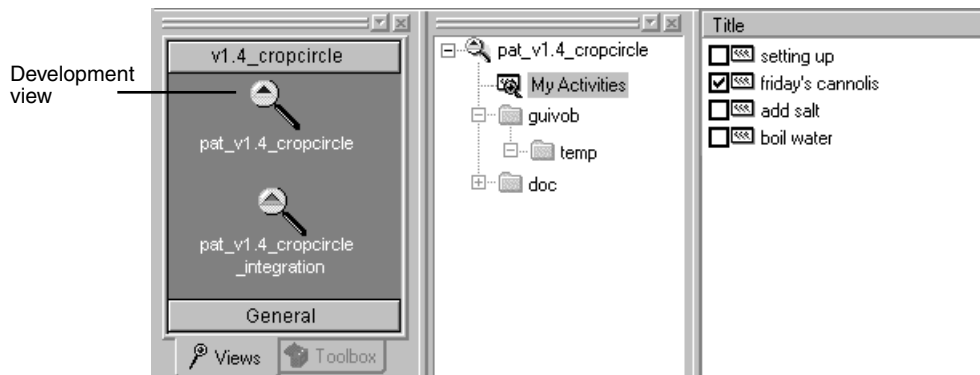 Development
view
v1.4_cropcircle
pat_v1.4_cropcircle
pat_v1.4_cropcircle
_integration
General
Views
Toolbox
pat_v1.4_cropcircle
My Activities
guivob
temp
doc
Title
setting up
friday's cannolis
add salt
boil water